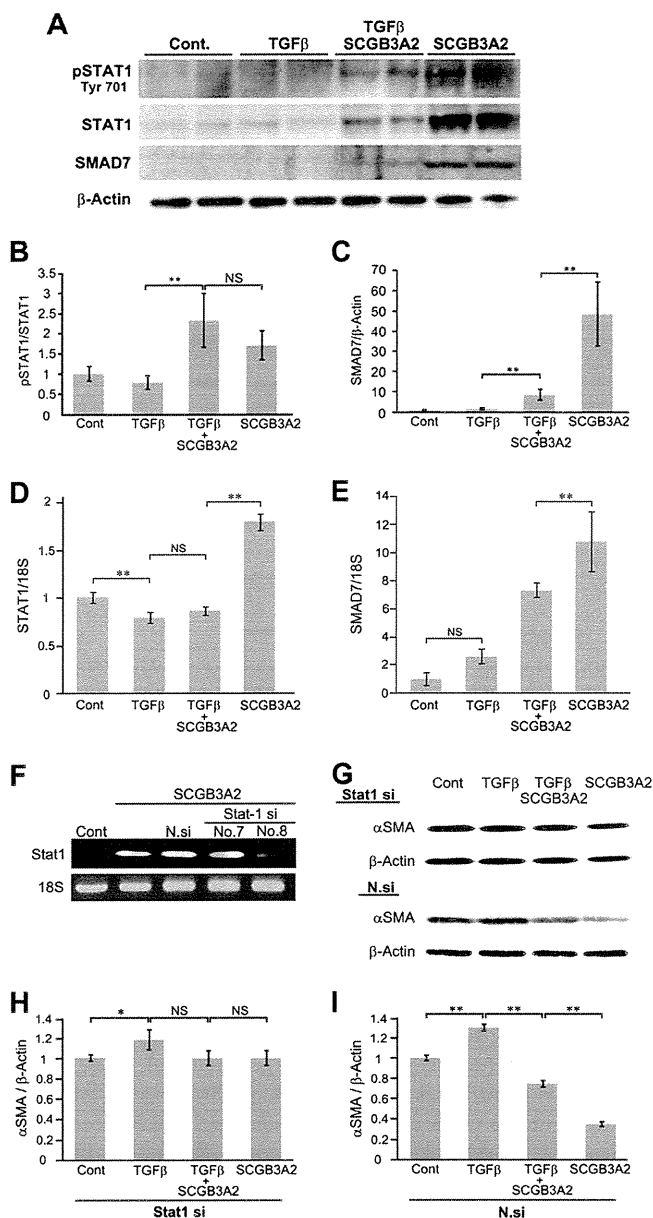 A
Cont.
TGFβ
TGFβ
SCGB3A2
SCGB3A2
pSTAT1
Tyr 701
STAT1
SMAD7
β-Actin
B
pSTAT1/STAT1
3.5
3
2.5
2
1.5
1
0.5
0
**
NS
Cont
TGFβ
TGFβ
+
SCGB3A2
SCGB3A2
C
SMAD7/β-Actin
70
60
50
40
30
20
10
0
**
**
Cont
TGFβ
TGFβ
+
SCGB3A2
SCGB3A2
D
STAT1/18S
2
1.5
1
0.5
0
**
NS
**
Cont
TGFβ
TGFβ
+
SCGB3A2
SCGB3A2
E
SMAD7/18S
14
12
10
8
6
4
2
0
NS
**
Cont
TGFβ
TGFβ
+
SCGB3A2
SCGB3A2
F
SCGB3A2
Stat-1 si
Cont
N.si
No.7
No.8
Stat1
18S
G
Cont
TGFβ
TGFβ
SCGB3A2
SCGB3A2
Stat1 si
αSMA
β-Actin
N.si
αSMA
β-Actin
H
αSMA / β-Actin
1.4
1.2
1
0.8
0.6
0.4
0.2
0
*
NS
NS
Cont
TGFβ
TGFβ
+
SCGB3A2
SCGB3A2
Stat1 si
I
αSMA / β-Actin
1.4
1.2
1
0.8
0.6
0.4
0.2
0
**
**
**
Cont
TGFβ
TGFβ
+
SCGB3A2
SCGB3A2
N.si